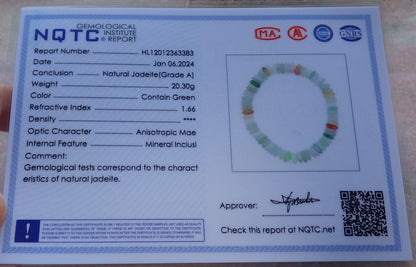 NQTC GEMOLOGICAL INSTITUTE REPORT
MA CNAS
Report Number HL12012363383
Date Jan 06.2024
Conclusion Natural Jadeite(Grade A)
Weight 20.30g
Color Contain Green
Refractive Index 1.66
Density ****
Optic Character Anisotropic Mae
Internal Feature Mineral Inclusi
Comment:
Gemological tests correspond to the charact
eristics of natural jadeite.
Approver:
Check this report at NQTC.net